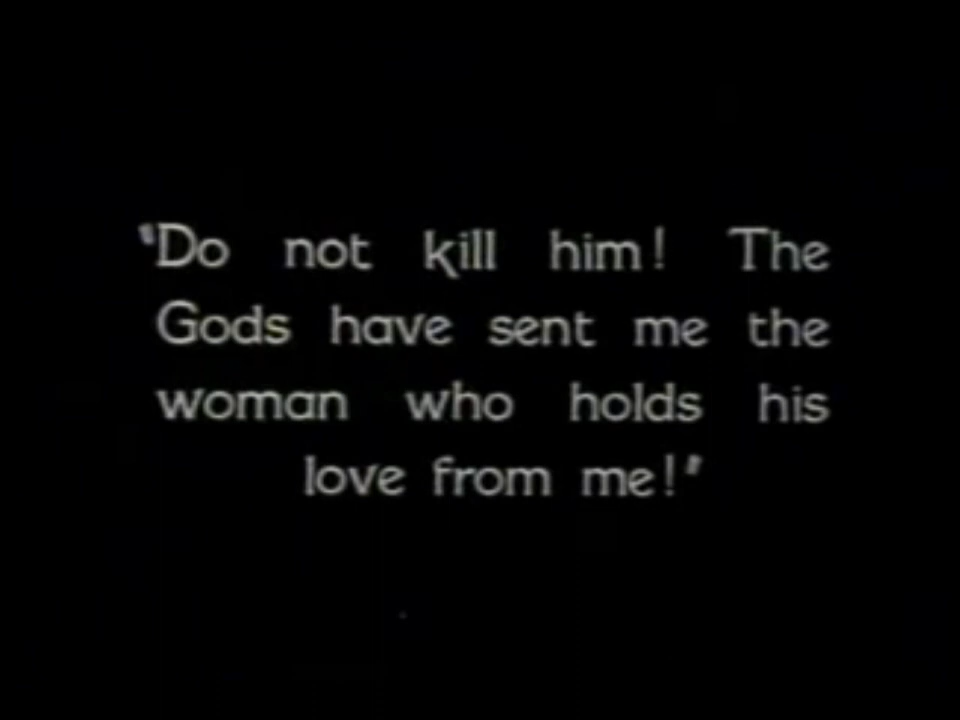 "Do not kill him! The
Gods have sent me the
woman who holds his
love from me!"